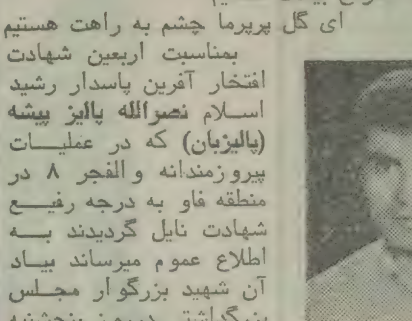 ای گل پرپرما چشم به راهت هستیم
بمناسبت اربعین شهادت
افتخار آفرین پاسدار رشید
اسلام نصرالله پالیز پیشه
(پالیزبان) که در عملیات
پیروزمندانه والفجر ۸ در
منطقه فاو به درجه رفیع
شهادت نایل گردیدند به
اطلاع عموم میرساند بیاد
آن شهید بزرگوار مجلس